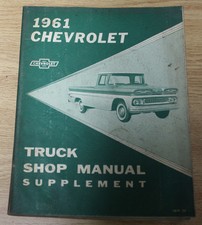 1961
CHEVROLET
TRUCK
SHOP MANUAL
SUPPLEMENT